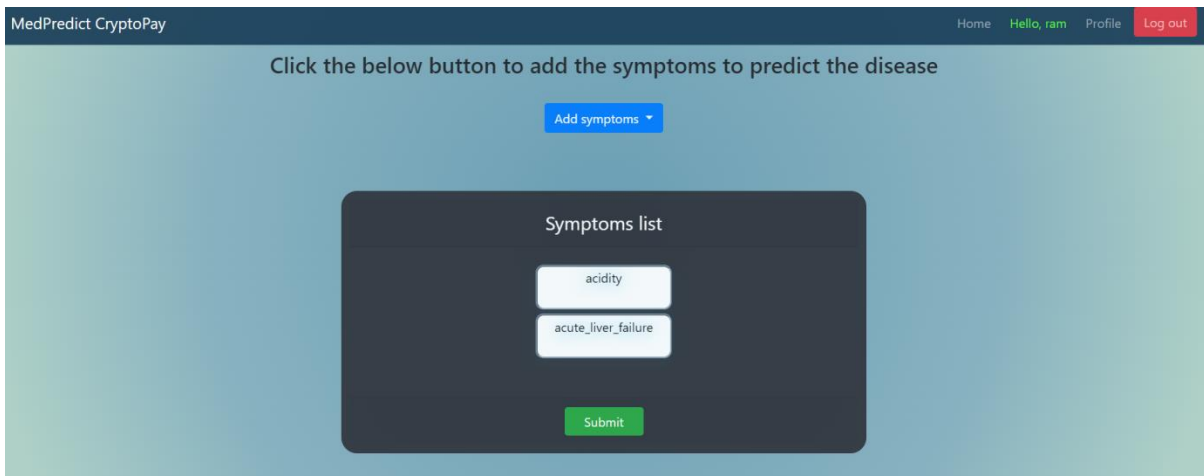 MedPredict CryptoPay Home Hello, ram Profile Log out
Click the below button to add the symptoms to predict the disease
Add symptoms
Symptoms list
acidity
acute_liver_failure
Submit